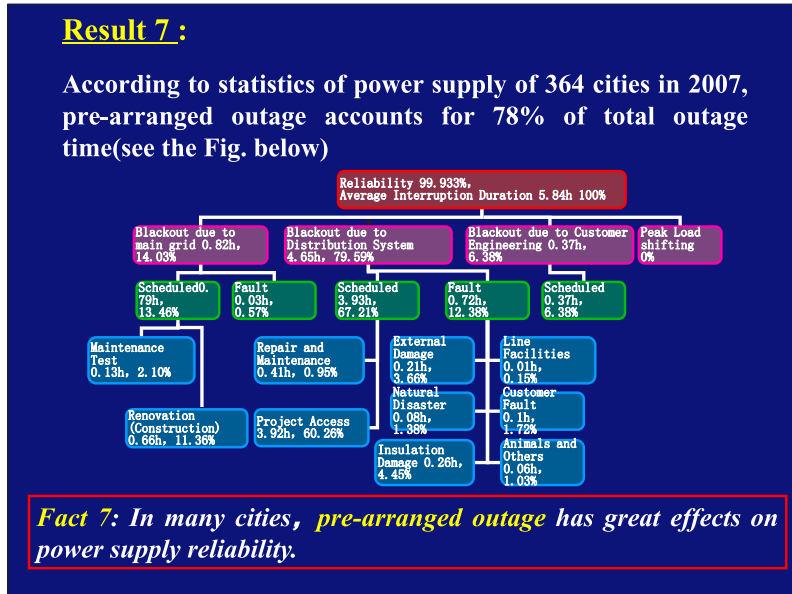 Result 7 :
According to statistics of power supply of 364 cities in 2007,
pre-arranged outage accounts for 78% of total outage
time(see the Fig. below)
Reliability 99.933%,
Average Interruption Duration 5.84h 100%
Blackout due to
main grid 0.82h,
14.03%
Blackout due to
Distribution System
4.65h, 79.59%
Blackout due to Customer
Engineering 0.37h,
6.38%
Peak Load
shifting
0%
Scheduled0.
79h,
13.46%
Fault
0.03h,
0.57%
Scheduled
3.93h,
67.21%
Fault
0.72h,
12.38%
Scheduled
0.37h,
6.38%
Maintenance
Test
0.13h, 2.10%
Renovation
(Construction)
0.66h, 11.36%
Repair and
Maintenance
0.41h, 0.95%
Project Access
3.92h, 60.26%
External
Damage
0.21h,
3.66%
Natural
Disaster
0.08h,
1.38%
Insulation
Damage 0.26h,
4.45%
Line
Facilities
0.01h,
0.15%
Customer
Fault
0.1h,
1.72%
Animals and
Others
0.06h,
1.03%
Fact 7: In many cities, pre-arranged outage has great effects on
power supply reliability.